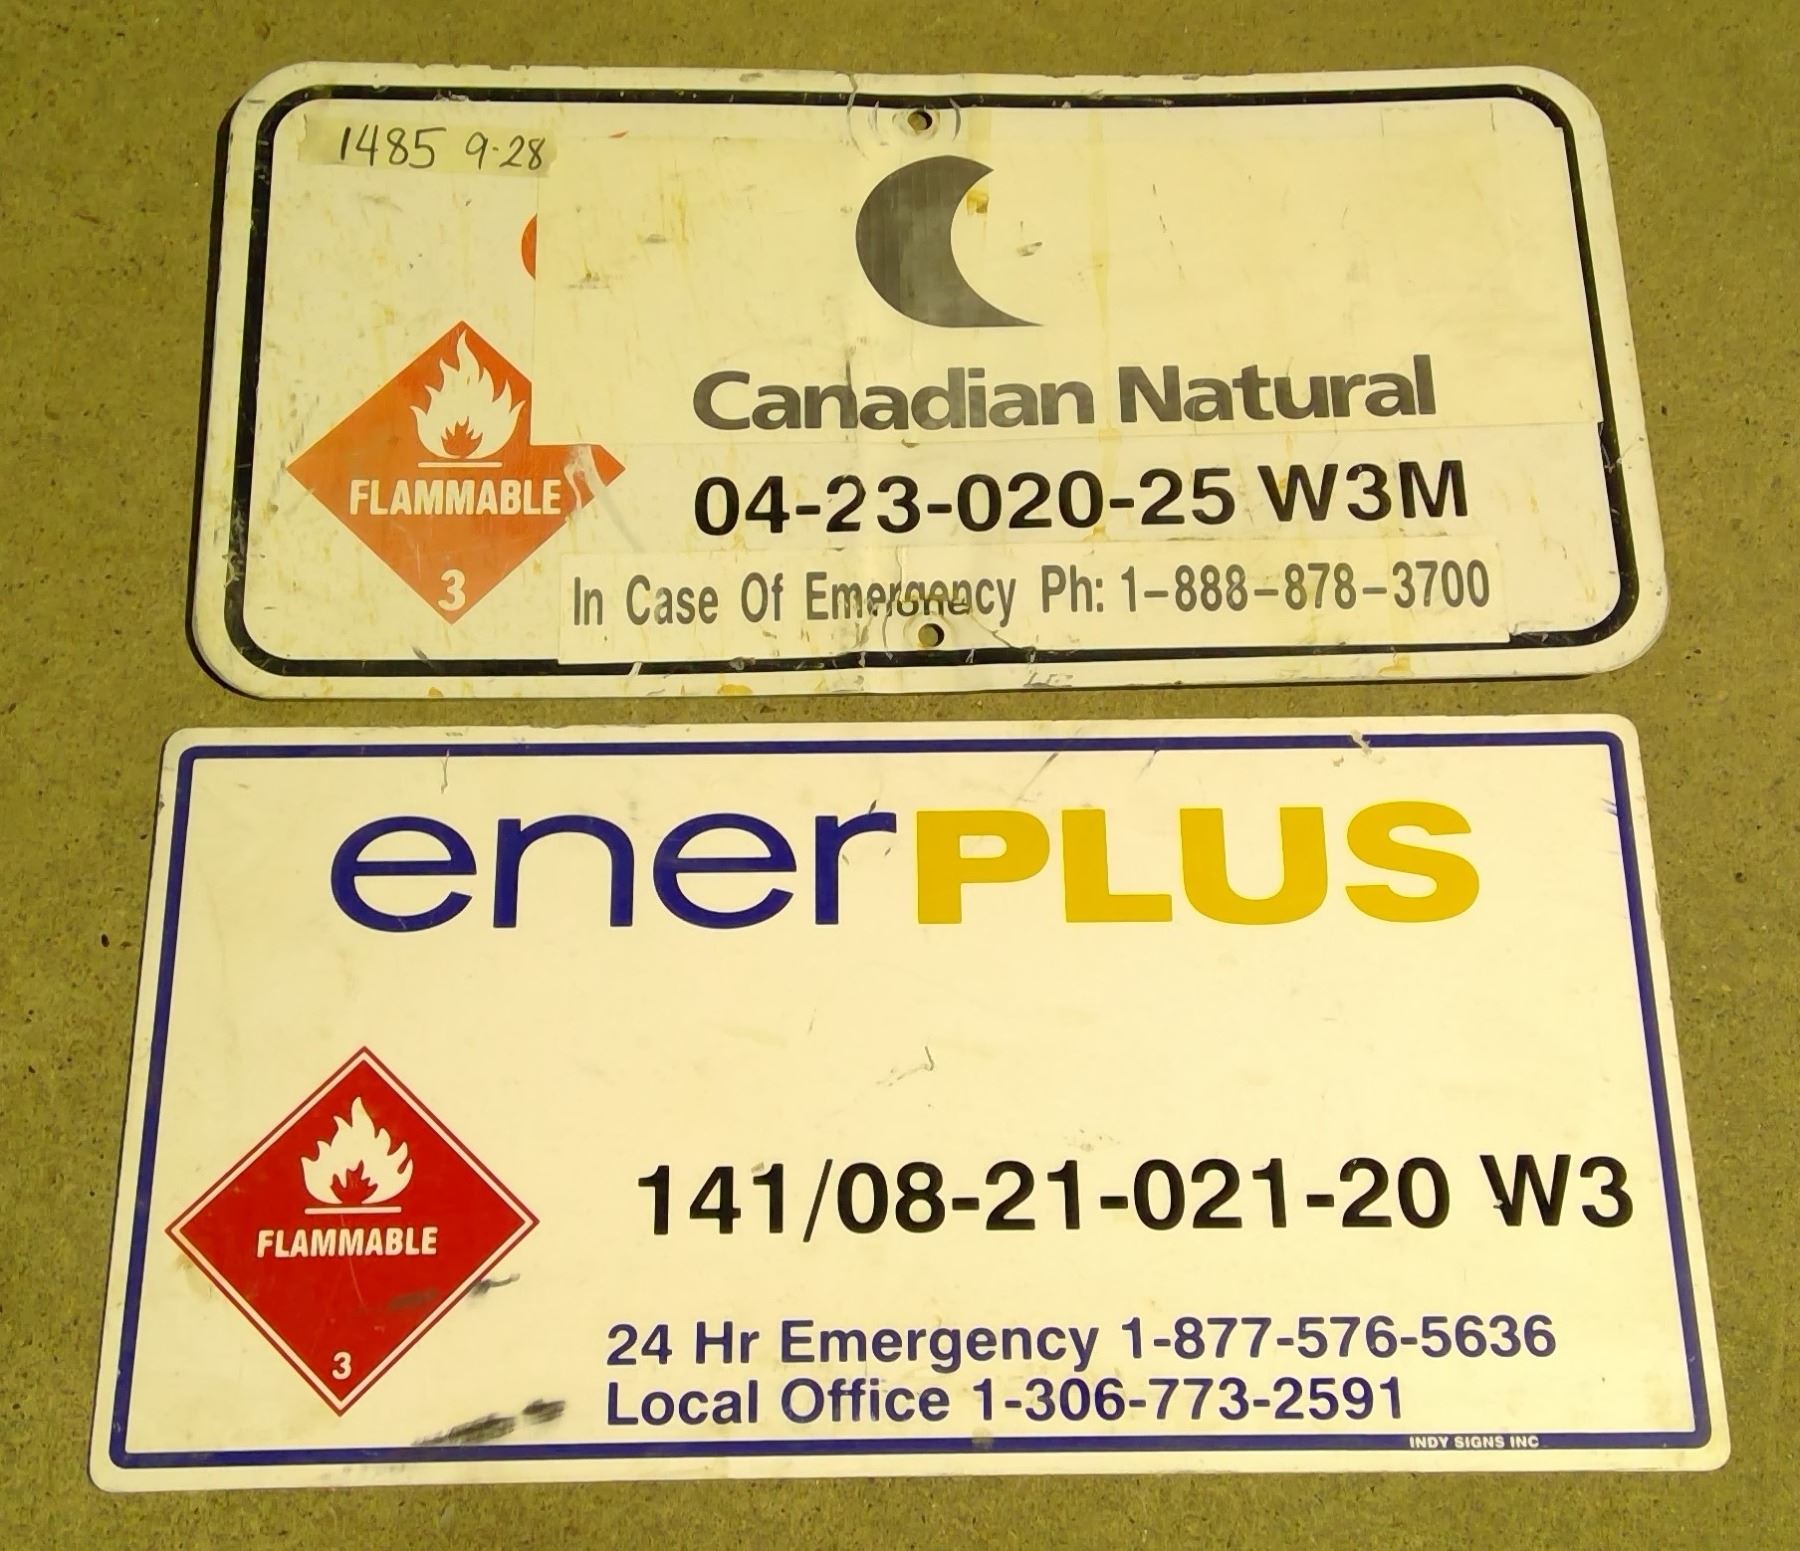 1485 9-28
Canadian Natural
FLAMMABLE
04-23-020-25 W3M
3
In Case Of Emergency Ph: 1-888-878-3700
enerPLUS
141/08-21-021-20 W3
FLAMMABLE
3
24 Hr Emergency 1-877-576-5636
Local Office 1-306-773-2591
INDY SIGNS INC